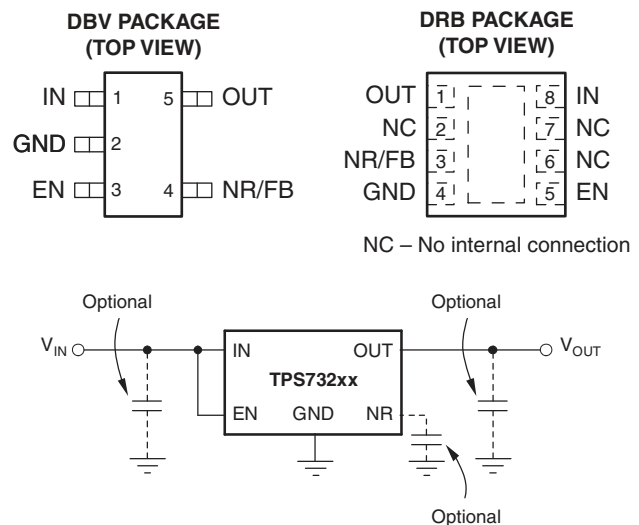 DBV PACKAGE
(TOP VIEW)
IN 1 5 OUT
GND 2
EN 3 4 NR/FB
DRB PACKAGE
(TOP VIEW)
OUT 1 8 IN
NC 2 7 NC
NR/FB 3 6 NC
GND 4 5 EN
NC – No internal connection
Optional Optional
VIN IN OUT VOUT
TPS732xx
EN GND NR
Optional